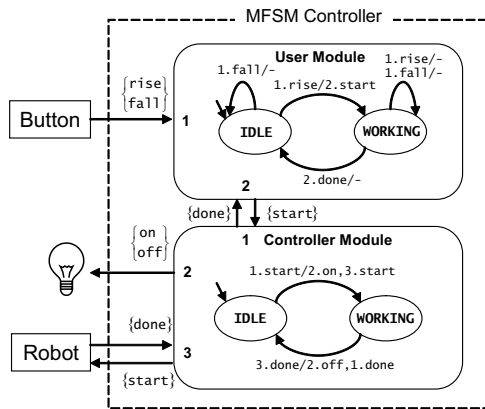 MFSM Controller
User Module
{rise
fall}
1.fall/-
1.rise/2.start
1.rise/-
1.fall/-
Button
1
IDLE
WORKING
2.done/-
2
{done}
{start}
1
Controller Module
{on
off}
2
1.start/2.on,3.start
IDLE
WORKING
{done}
Robot
3
3.done/2.off,1.done
{start}